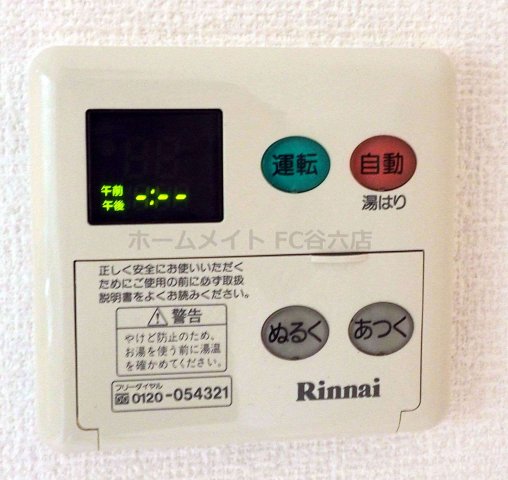 午前
午後 -:--
運転
自動
湯はり
ホームメイト FC谷六店
正しく安全にお使いいただく
ためにご使用の前に必ず取扱
説明書をよくお読みください。
⚠警告
やけど防止のため、
お湯を使う前に湯温
を確かめてください。
ぬるく
あつく
フリーダイヤル
0120-054321
Rinnai